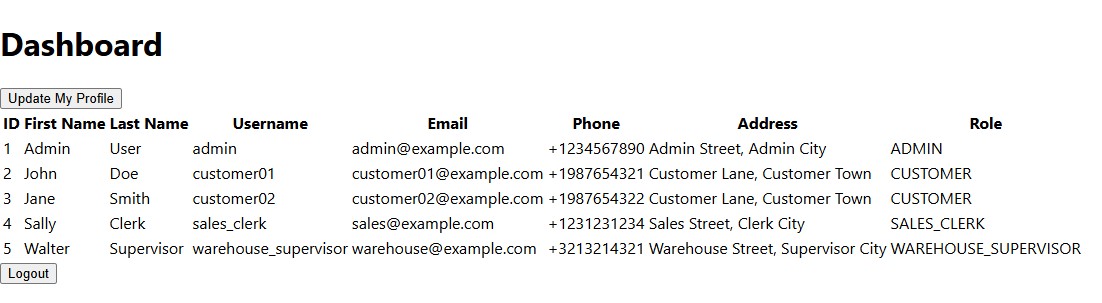 Dashboard
Update My Profile
ID First Name Last Name Username Email Phone Address Role
1 Admin User admin admin@example.com +1234567890 Admin Street, Admin City ADMIN
2 John Doe customer01 customer01@example.com +1987654321 Customer Lane, Customer Town CUSTOMER
3 Jane Smith customer02 customer02@example.com +1987654322 Customer Lane, Customer Town CUSTOMER
4 Sally Clerk sales_clerk sales@example.com +1231231234 Sales Street, Clerk City SALES_CLERK
5 Walter Supervisor warehouse_supervisor warehouse@example.com +3213214321 Warehouse Street, Supervisor City WAREHOUSE_SUPERVISOR
Logout